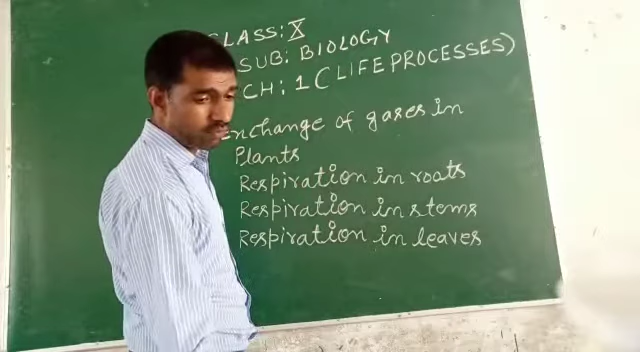 CLASS: X
SUB: BIOLOGY
CH: 1 (LIFE PROCESSES)
Exchange of gases in
Plants
Respiration in roots
Respiration in stems
Respiration in leaves